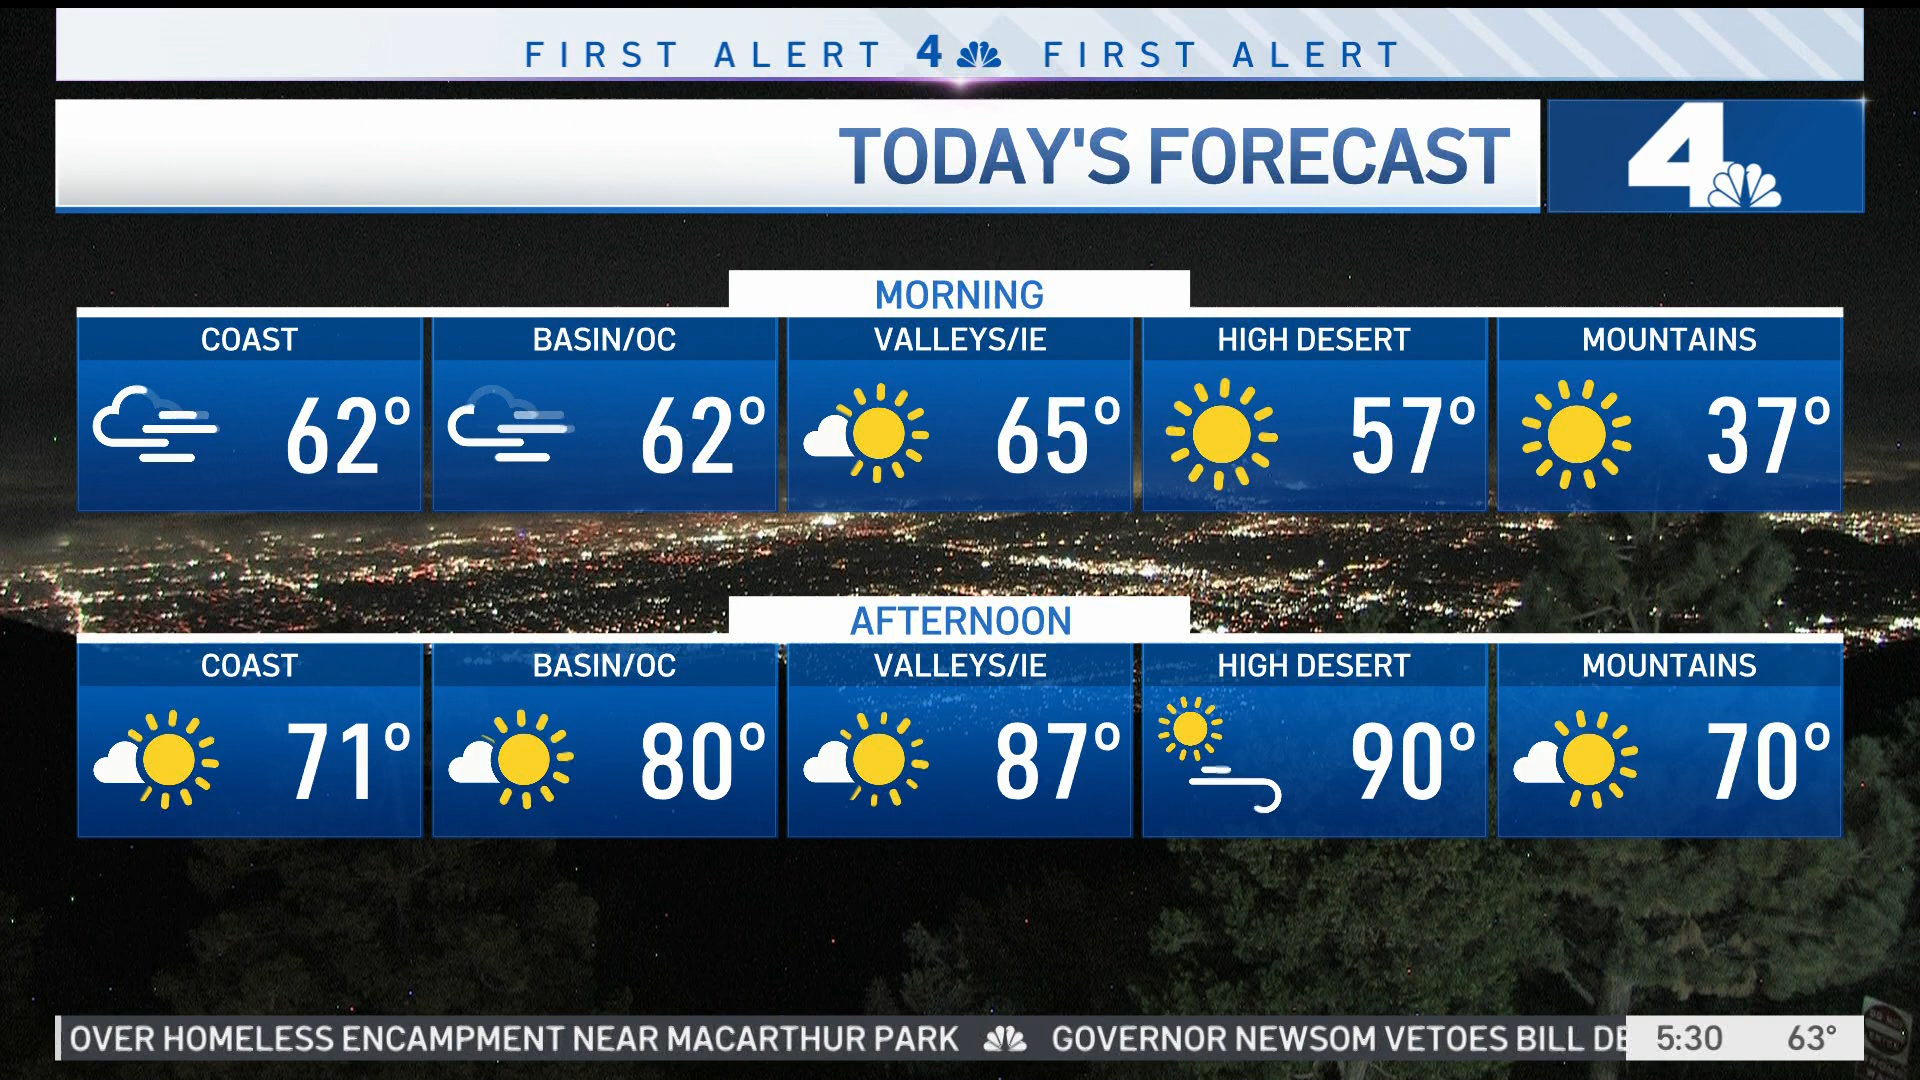 FIRST ALERT 4 FIRST ALERT
TODAY'S FORECAST
4
MORNING
COAST BASIN/OC VALLEYS/IE HIGH DESERT MOUNTAINS
62° 62° 65° 57° 37°
AFTERNOON
COAST BASIN/OC VALLEYS/IE HIGH DESERT MOUNTAINS
71° 80° 87° 90° 70°
OVER HOMELESS ENCAMPMENT NEAR MACARTHUR PARK GOVERNOR NEWSOM VETOES BILL DE 5:30 63°